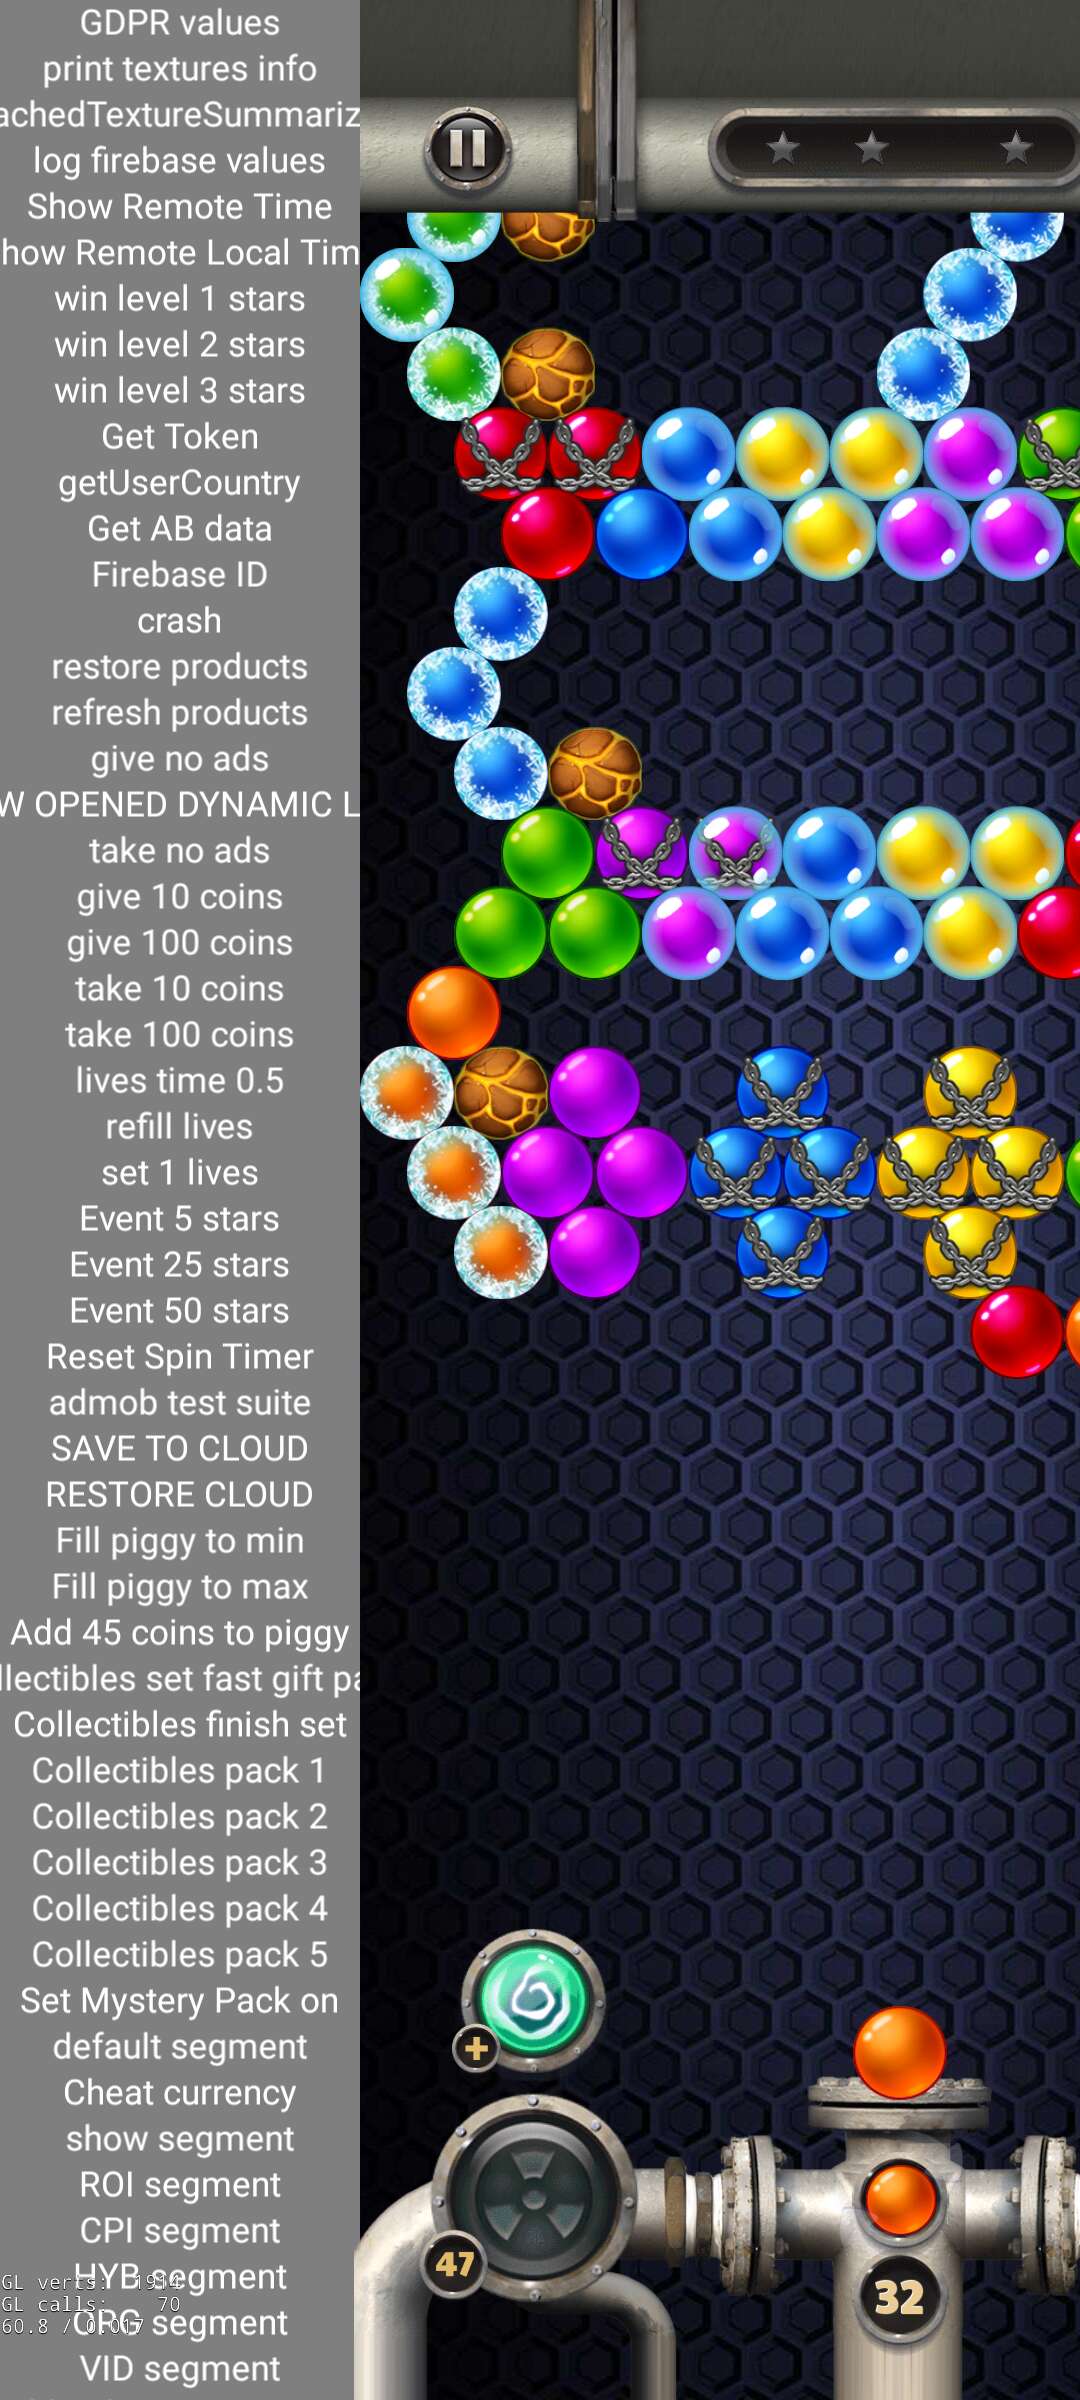 GDPR values
print textures info
achedTextureSummariz
log firebase values
Show Remote Time
how Remote Local Tim
win level 1 stars
win level 2 stars
win level 3 stars
Get Token
getUserCountry
Get AB data
Firebase ID
crash
restore products
refresh products
give no ads
W OPENED DYNAMIC L
take no ads
give 10 coins
give 100 coins
take 10 coins
take 100 coins
lives time 0.5
refill lives
set 1 lives
Event 5 stars
Event 25 stars
Event 50 stars
Reset Spin Timer
admob test suite
SAVE TO CLOUD
RESTORE CLOUD
Fill piggy to min
Fill piggy to max
Add 45 coins to piggy
llectibles set fast gift pa
Collectibles finish set
Collectibles pack 1
Collectibles pack 2
Collectibles pack 3
Collectibles pack 4
Collectibles pack 5
Set Mystery Pack on
default segment
Cheat currency
show segment
ROI segment
CPI segment
HYB segment
GL verts: 1914
GL calls: 70
60.8 / 0.017
ORG segment
VID segment
47
32